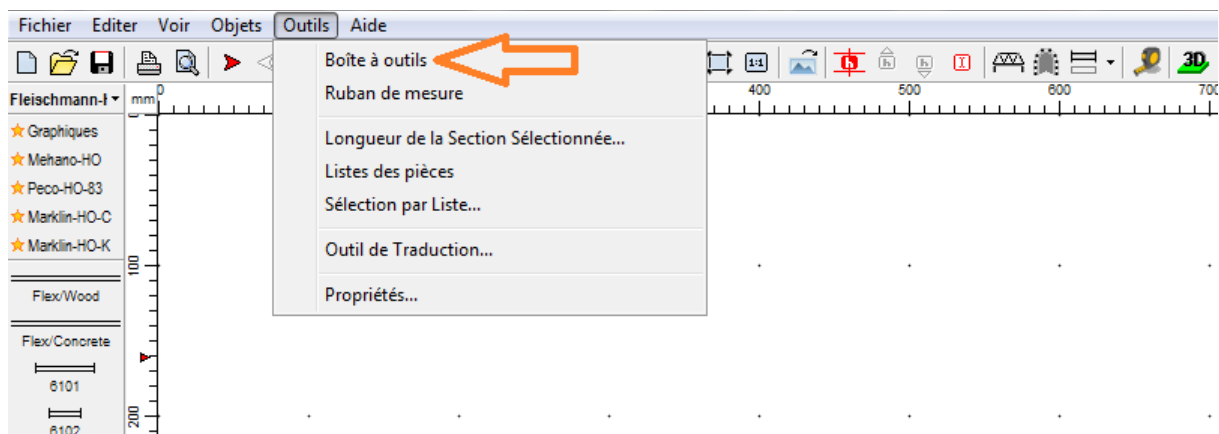 Fichier Editer Voir Objets Outils Aide
1:1 h h I 3D
Fleischmann-H mm 0 400 500 600 700
Graphiques
Mehano-HO
Peco-HO-83
Marklin-HO-C
Marklin-HO-K
Flex/Wood
Flex/Concrete
6101
6102
100
200
Boîte à outils
Ruban de mesure
Longueur de la Section Sélectionnée...
Listes des pièces
Sélection par Liste...
Outil de Traduction...
Propriétés...